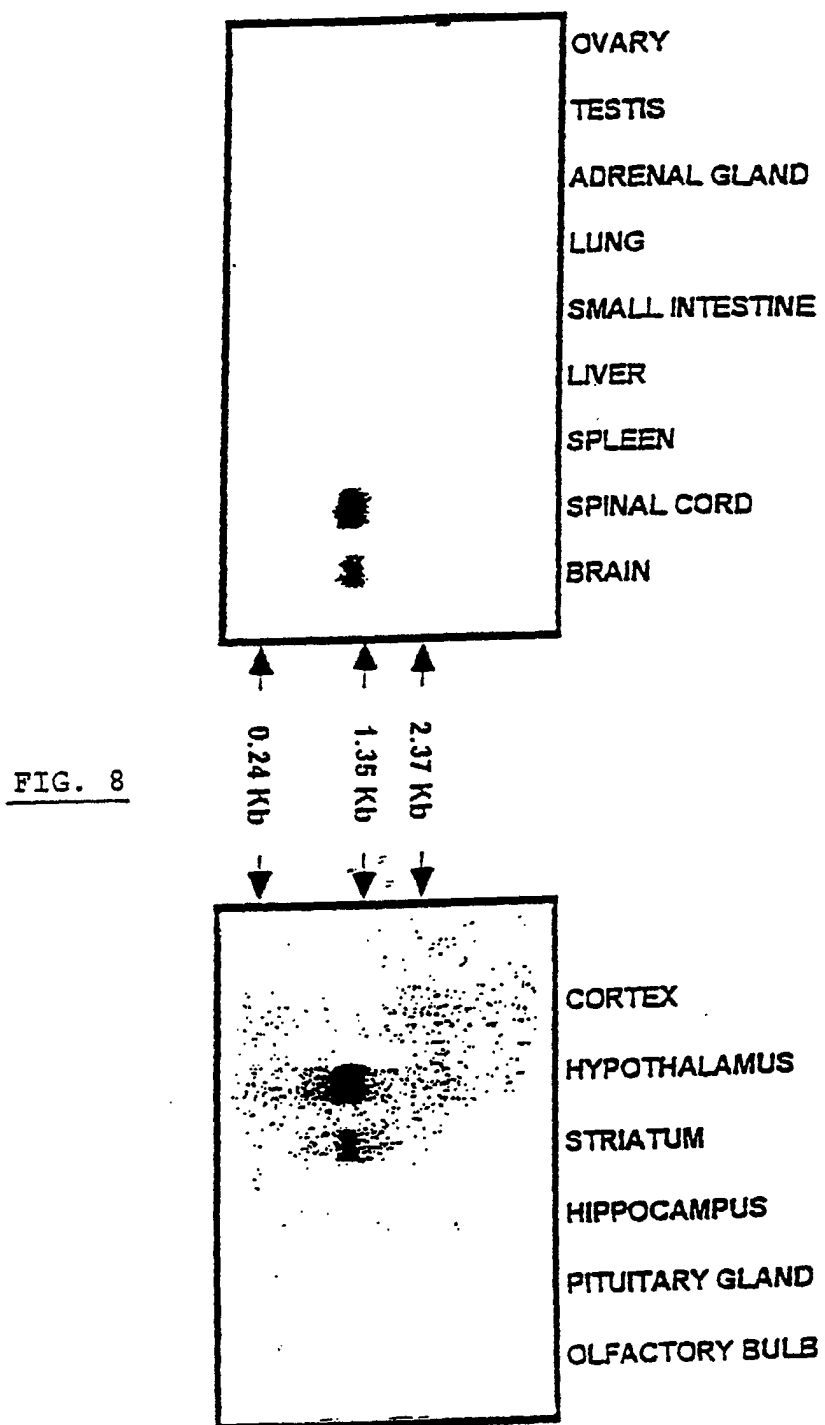 OVARY
TESTIS
ADRENAL GLAND
LUNG
SMALL INTESTINE
LIVER
SPLEEN
SPINAL CORD
BRAIN
0.24 Kb
1.35 Kb
2.37 Kb
FIG. 8
CORTEX
HYPOTHALAMUS
STRIATUM
HIPPOCAMPUS
PITUITARY GLAND
OLFACTORY BULB